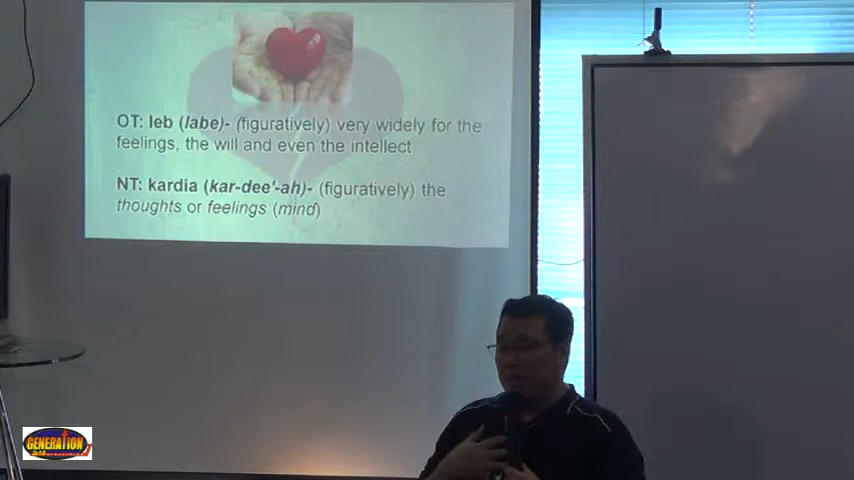 OT: leb (labe)- (figuratively) very widely for the
feelings, the will and even the intellect
NT: kardia (kar-dee'-ah)- (figuratively) the
thoughts or feelings (mind)
GENERATION